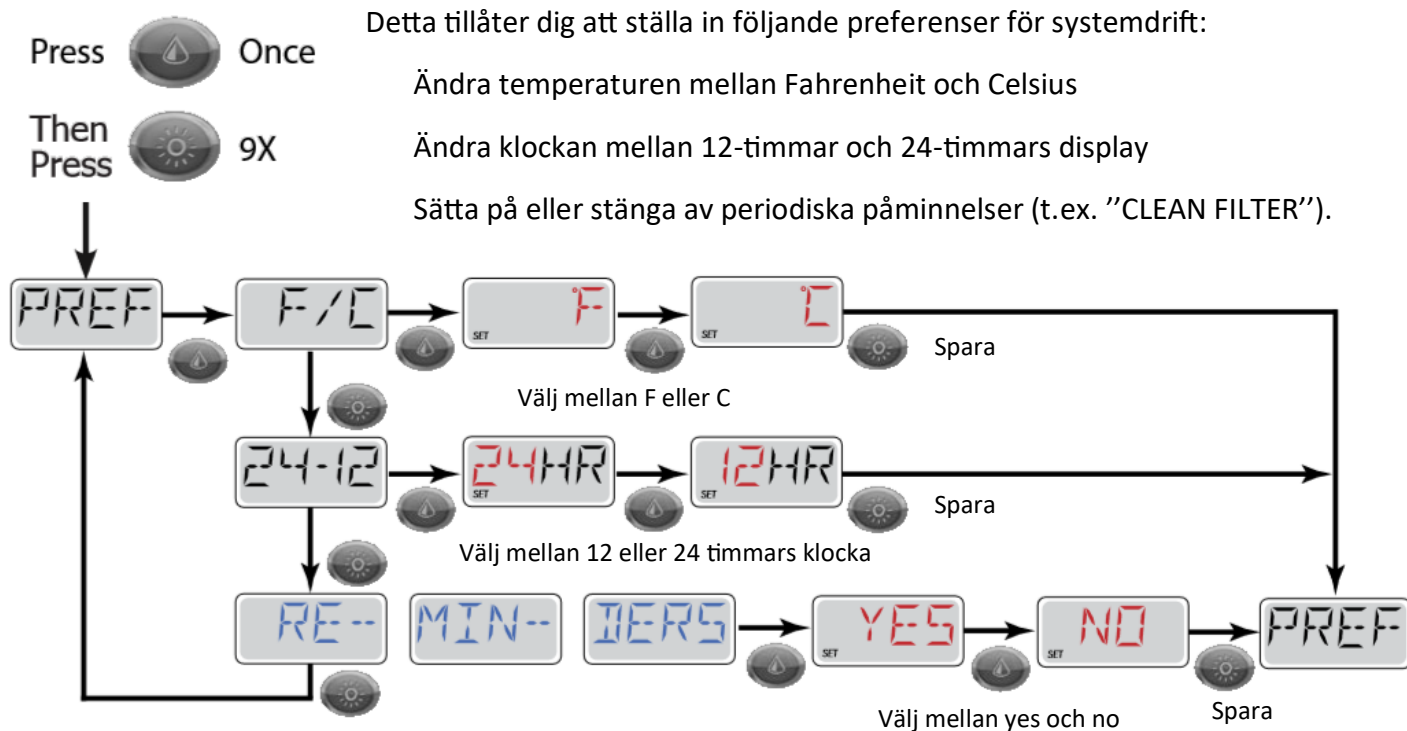 Detta tillåter dig att ställa in följande preferenser för systemdrift:
Press Once
Ändra temperaturen mellan Fahrenheit och Celsius
Then
Press 9X
Ändra klockan mellan 12-timmar och 24-timmars display
Sätta på eller stänga av periodiska påminnelser (t.ex. ”CLEAN FILTER”).
PREF F/C °F SET °C SET
Spara
Välj mellan F eller C
24-12 24HR SET 12HR SET
Spara
Välj mellan 12 eller 24 timmars klocka
RE-- MIN-- DERS YES SET NO SET PREF
Välj mellan yes och no
Spara